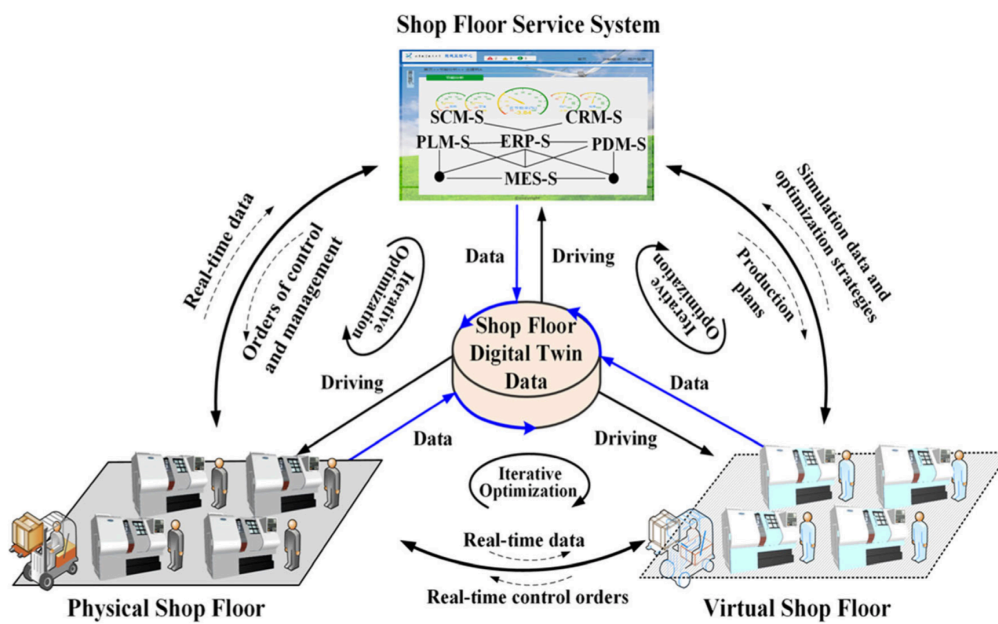 Shop Floor Service System
SCM-S
CRM-S
PLM-S
ERP-S
PDM-S
MES-S
Real-time data
Orders of control
and management
Iterative
Optimization
Data
Driving
Iterative
Optimization
Production
plans
Simulation data and
optimization strategies
Shop Floor
Digital Twin
Data
Driving
Data
Data
Driving
Iterative
Optimization
Real-time data
Real-time control orders
Physical Shop Floor
Virtual Shop Floor